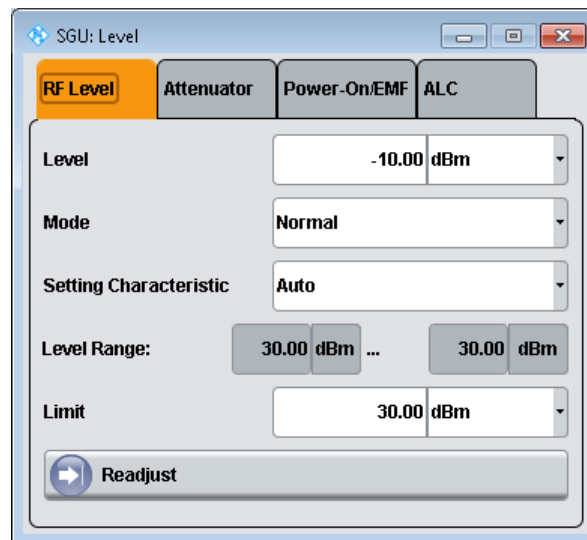 SGU: Level
RF Level Attenuator Power-On/EMF ALC
Level -10.00 dBm
Mode Normal
Setting Characteristic Auto
Level Range: 30.00 dBm ... 30.00 dBm
Limit 30.00 dBm
Readjust